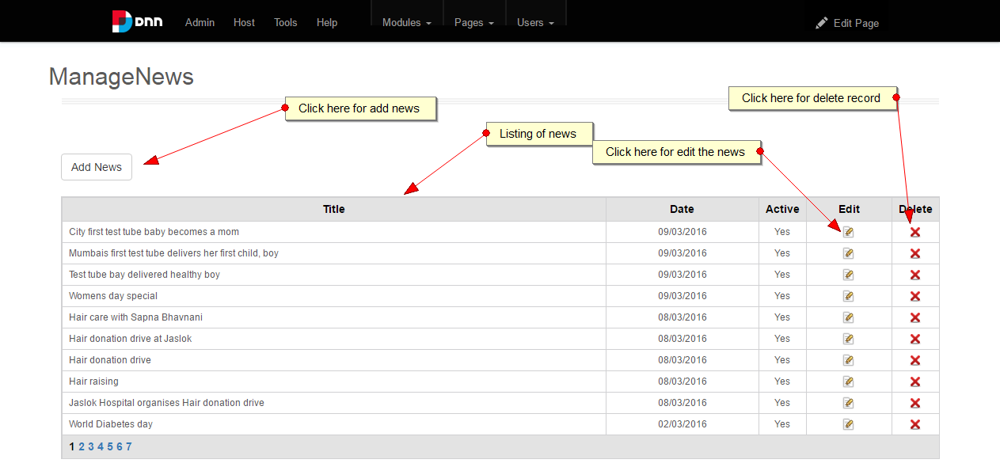 DNN Admin Host Tools Help Modules Pages Users Edit Page
ManageNews
Click here for add news
Click here for delete record
Listing of news
Click here for edit the news
Add News
Title Date Active Edit Delete
City first test tube baby becomes a mom 09/03/2016 Yes
Mumbais first test tube delivers her first child, boy 09/03/2016 Yes
Test tube bay delivered healthy boy 09/03/2016 Yes
Womens day special 09/03/2016 Yes
Hair care with Sapna Bhavnani 08/03/2016 Yes
Hair donation drive at Jaslok 08/03/2016 Yes
Hair donation drive 08/03/2016 Yes
Hair raising 08/03/2016 Yes
Jaslok Hospital organises Hair donation drive 08/03/2016 Yes
World Diabetes day 02/03/2016 Yes
1 2 3 4 5 6 7